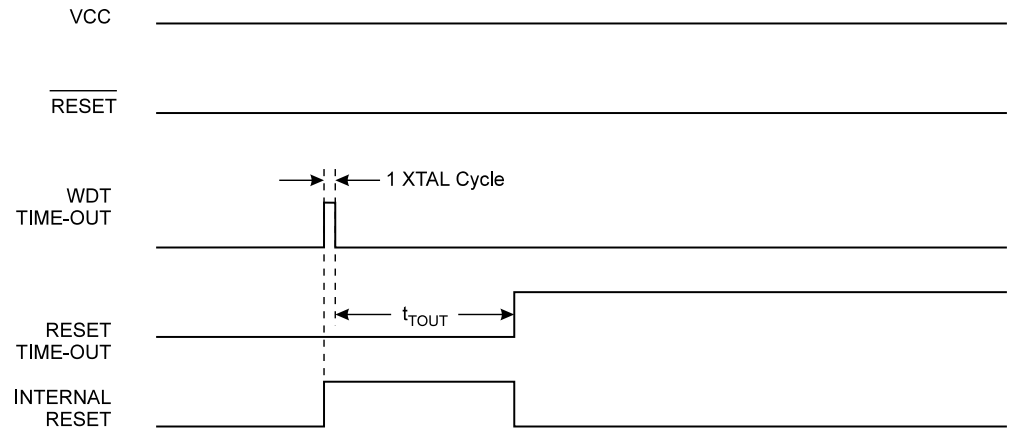 VCC
RESET
WDT
TIME-OUT
1 XTAL Cycle
RESET
TIME-OUT
tTOUT
INTERNAL
RESET